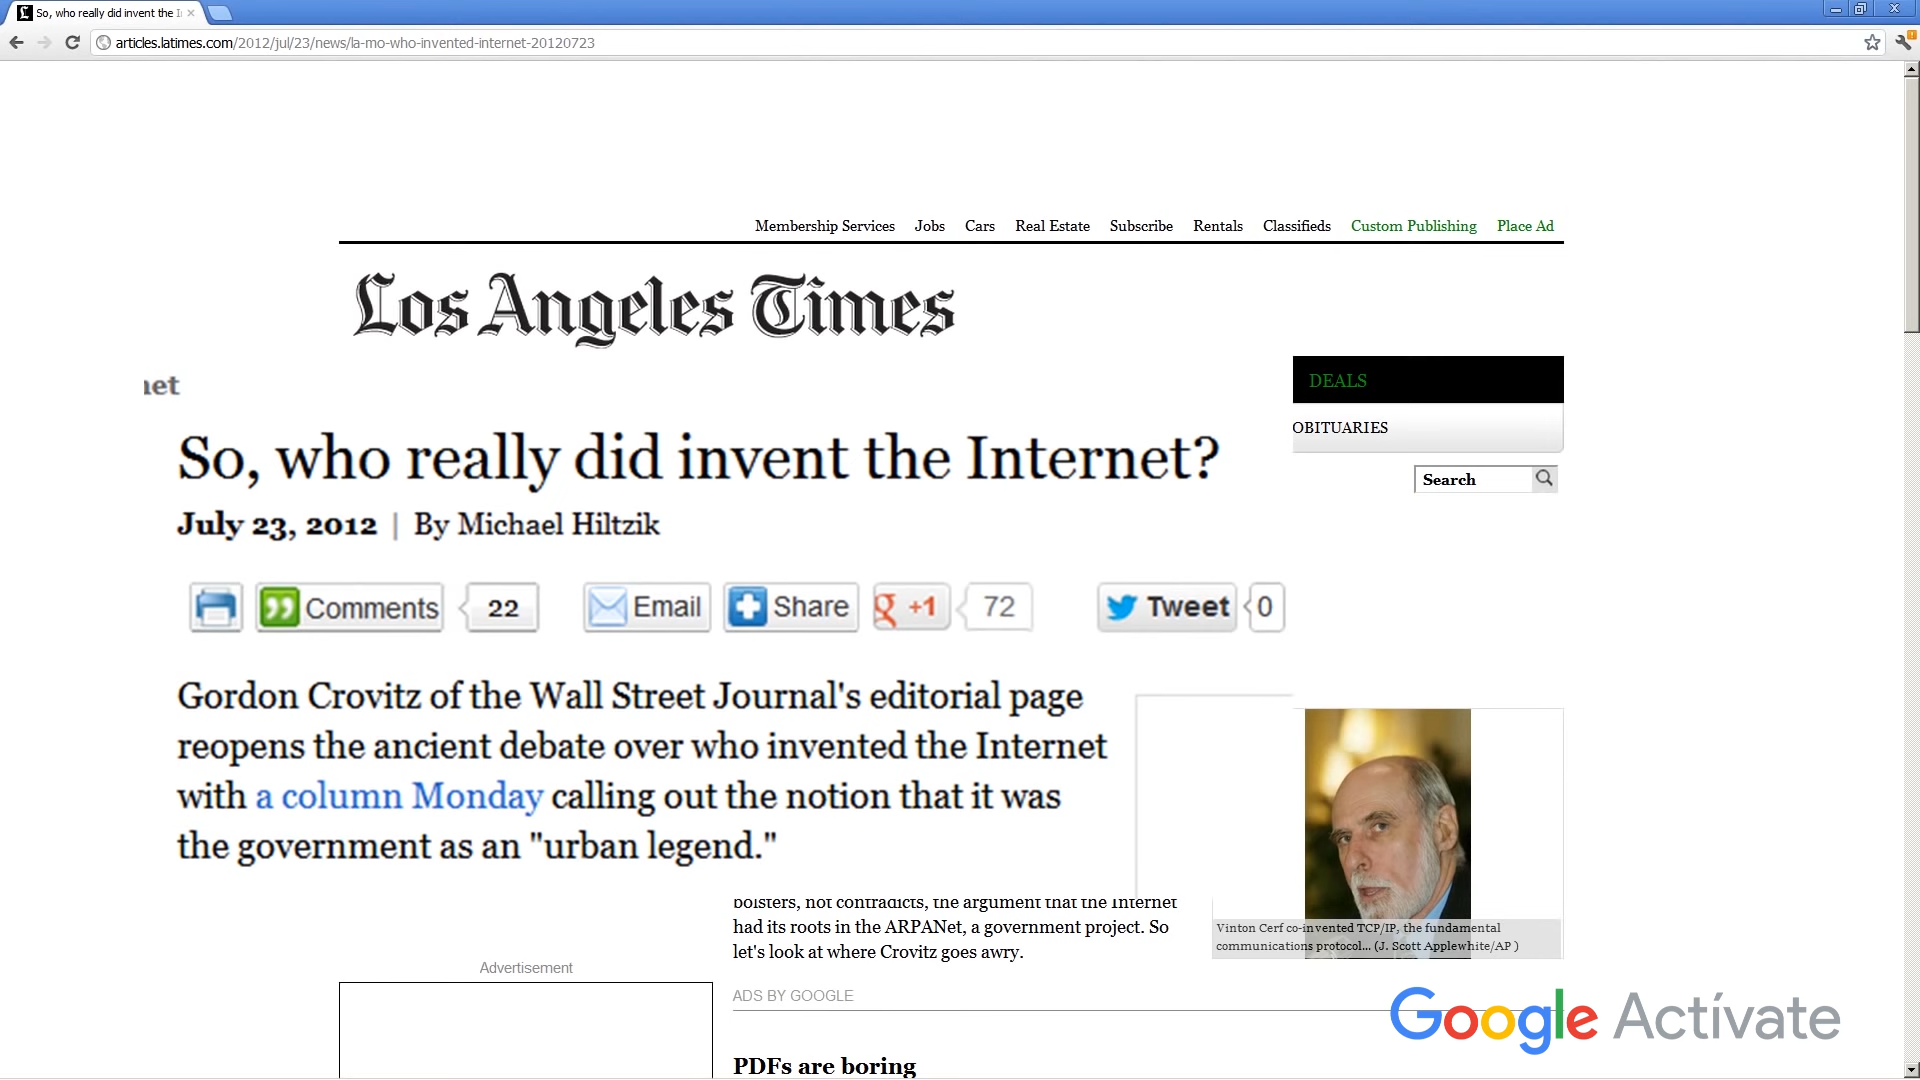 So, who really did invent the I
articles.latimes.com/2012/jul/23/news/la-mo-who-invented-internet-20120723
Membership Services Jobs Cars Real Estate Subscribe Rentals Classifieds Custom Publishing Place Ad
Los Angeles Times
DEALS
OBITUARIES
Search
net
So, who really did invent the Internet?
July 23, 2012 | By Michael Hiltzik
Comments 22 Email Share +1 72 Tweet 0
Gordon Crovitz of the Wall Street Journal's editorial page
reopens the ancient debate over who invented the Internet
with a column Monday calling out the notion that it was
the government as an "urban legend."
bolsters, not contradicts, the argument that the Internet
had its roots in the ARPANet, a government project. So
let's look at where Crovitz goes awry.
Vinton Cerf co-invented TCP/IP, the fundamental
communications protocol... (J. Scott Applewhite/AP )
Advertisement
ADS BY GOOGLE
PDFs are boring
Google Actívate